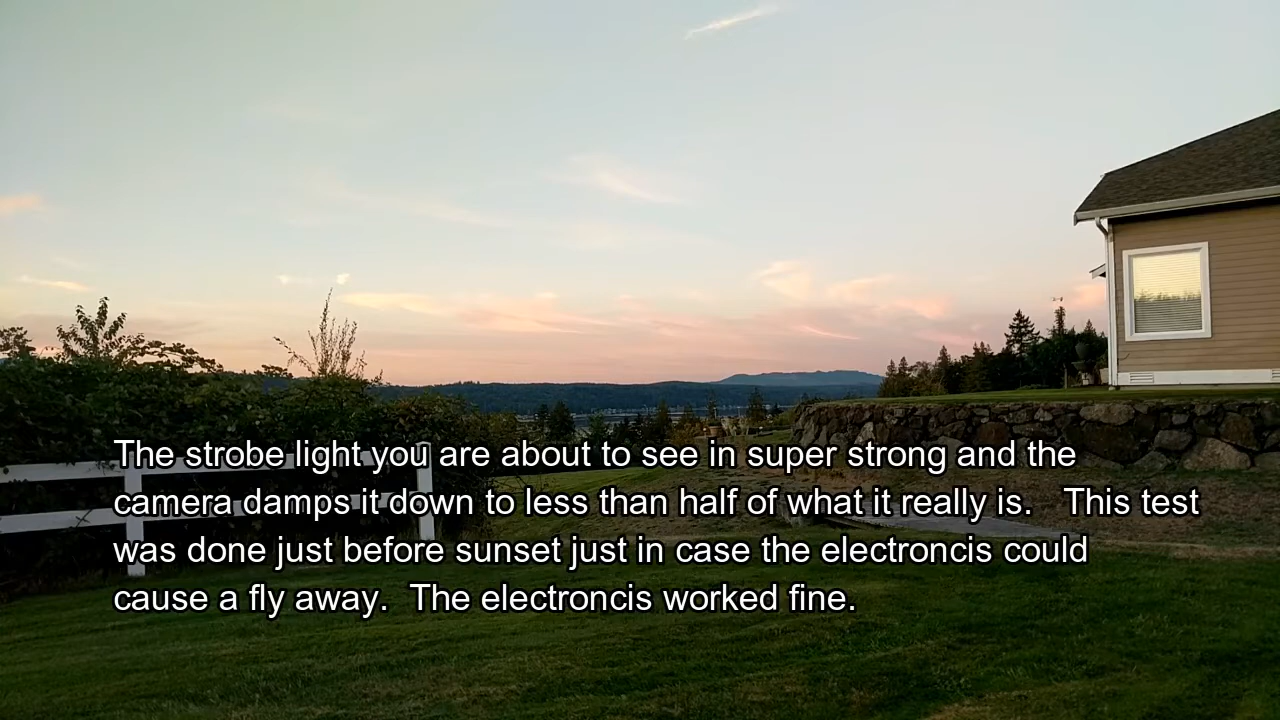 The strobe light you are about to see in super strong and the
camera damps it down to less than half of what it really is.   This test
was done just before sunset just in case the electroncis could
cause a fly away.  The electroncis worked fine.